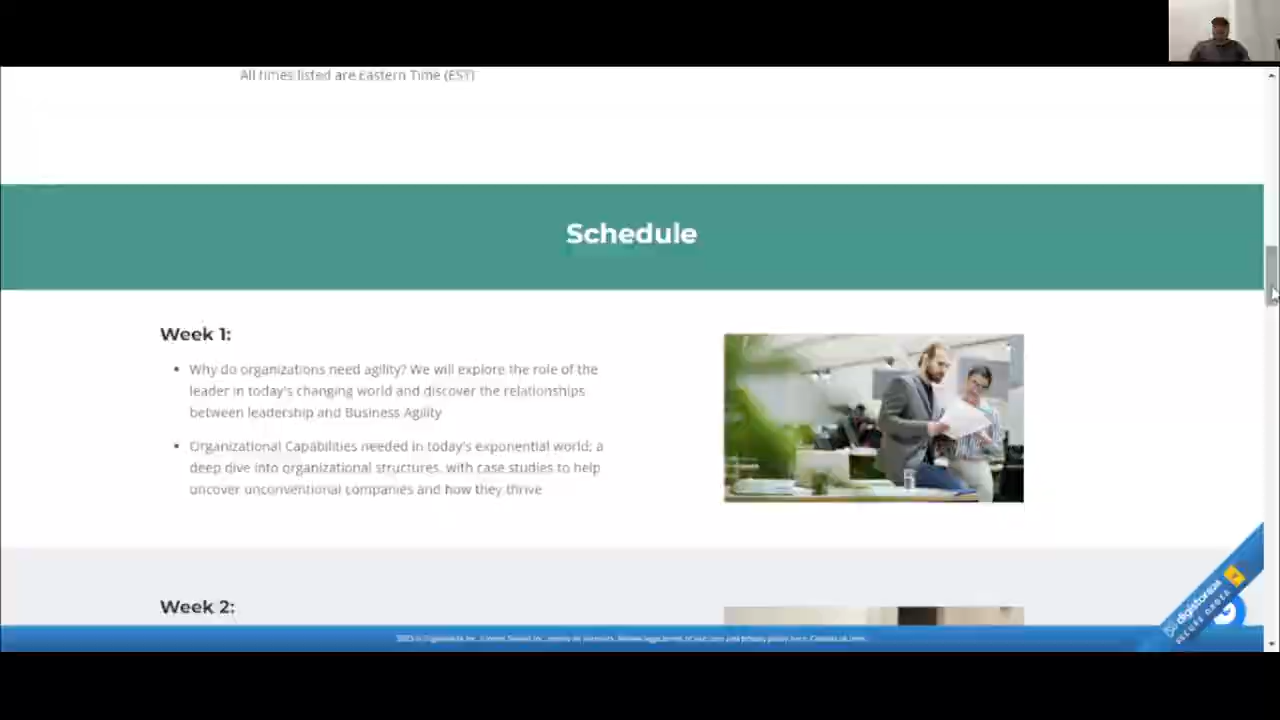 All times listed are Eastern Time (EST)
Schedule
Week 1:
• Why do organizations need agility? We will explore the role of the
leader in today's changing world and discover the relationships
between leadership and Business Agility
• Organizational Capabilities needed in today's exponential world; a
deep dive into organizational structures, with case studies to help
uncover unconventional companies and how they thrive
Week 2:
digistore24
SECURE ORDER